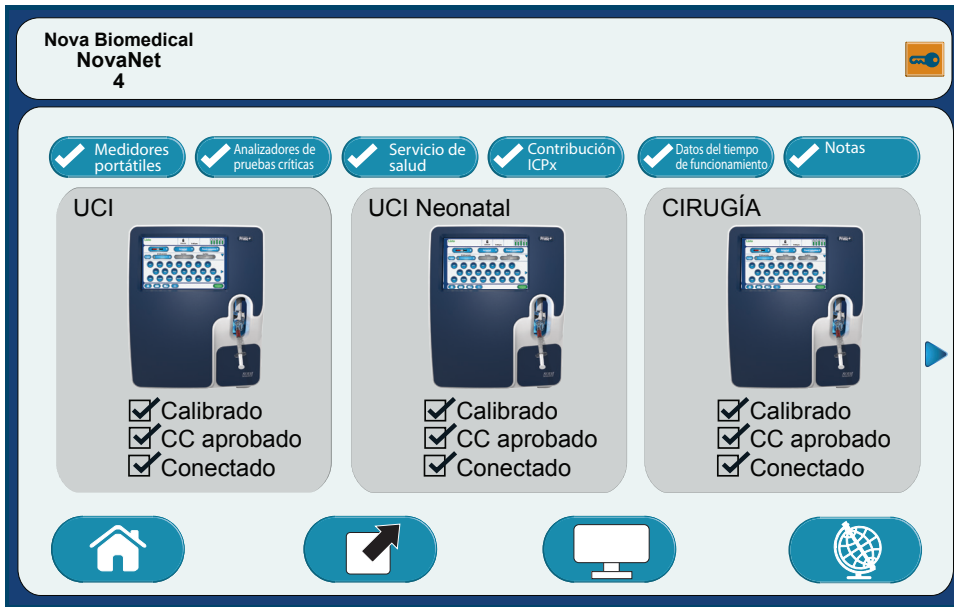 Nova Biomedical
NovaNet
4
Medidores
portátiles
Analizadores de
pruebas críticas
Servicio de
salud
Contribución
ICPx
Datos del tiempo
de funcionamiento
Notas
UCI
UCI Neonatal
CIRUGÍA
Calibrado
CC aprobado
Conectado
Calibrado
CC aprobado
Conectado
Calibrado
CC aprobado
Conectado